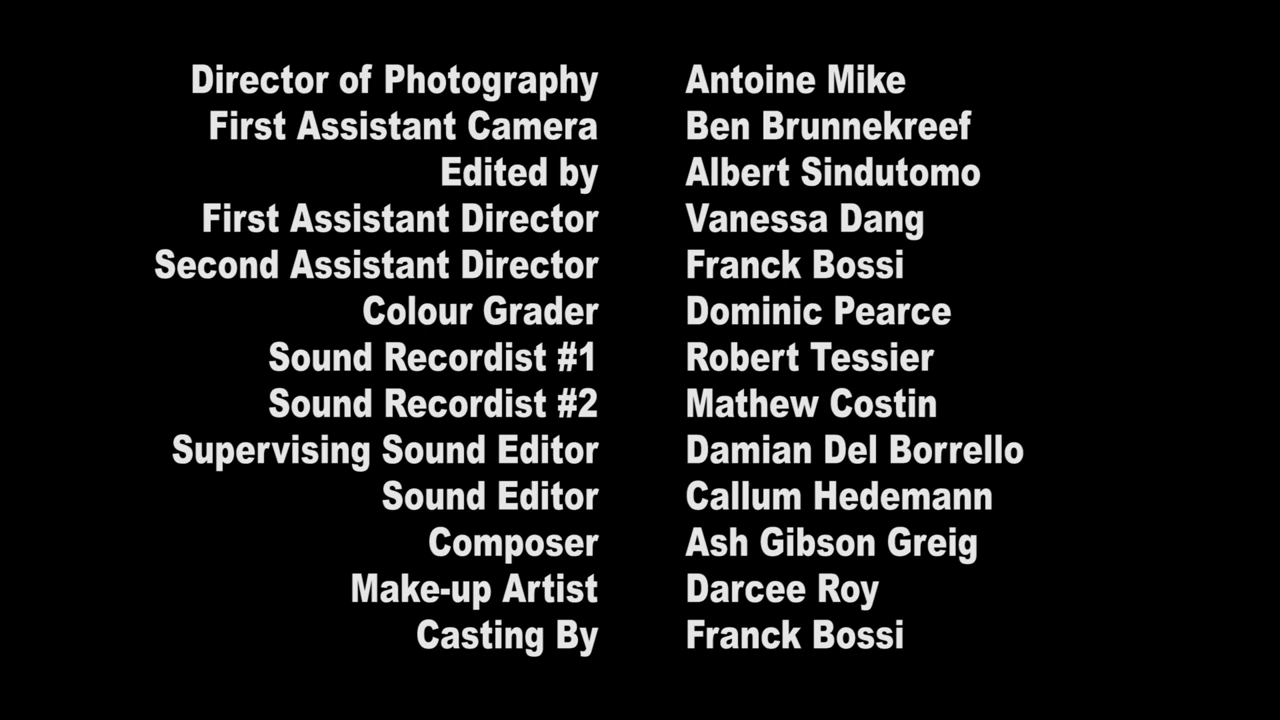 Director of Photography Antoine Mike
First Assistant Camera Ben Brunnekreef
Edited by Albert Sindutomo
First Assistant Director Vanessa Dang
Second Assistant Director Franck Bossi
Colour Grader Dominic Pearce
Sound Recordist #1 Robert Tessier
Sound Recordist #2 Mathew Costin
Supervising Sound Editor Damian Del Borrello
Sound Editor Callum Hedemann
Composer Ash Gibson Greig
Make-up Artist Darcee Roy
Casting By Franck Bossi